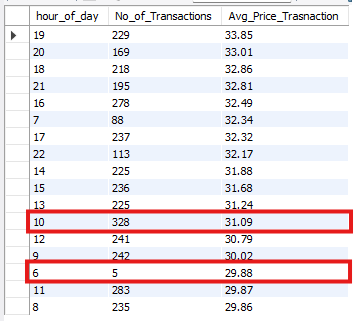 hour_of_day No_of_Transactions Avg_Price_Trasnaction
19 229 33.85
20 169 33.01
18 218 32.86
21 195 32.81
16 278 32.49
7 88 32.34
17 237 32.32
22 113 32.17
14 225 31.88
15 236 31.68
13 225 31.24
10 328 31.09
12 241 30.79
9 242 30.02
6 5 29.88
11 283 29.87
8 235 29.86